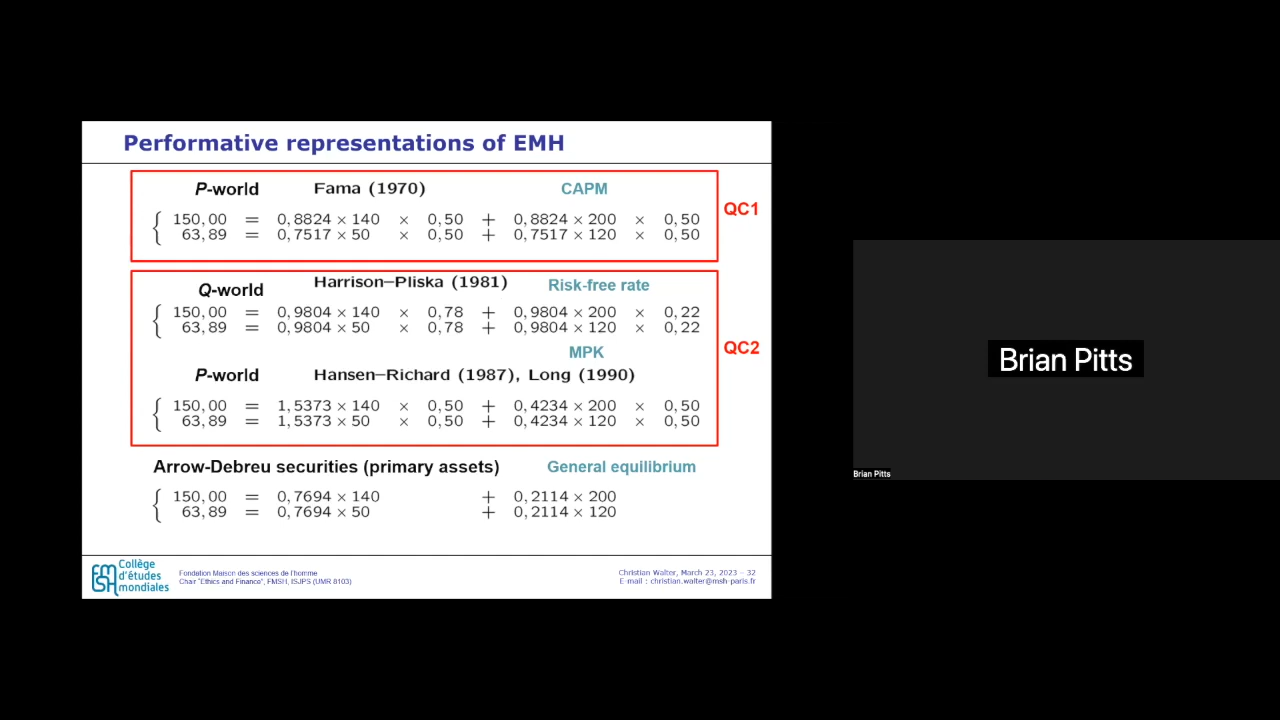 Performative representations of EMH
P-world Fama (1970) CAPM
150,00 = 0,8824 × 140 × 0,50 + 0,8824 × 200 × 0,50
63,89 = 0,7517 × 50 × 0,50 + 0,7517 × 120 × 0,50
QC1
Q-world Harrison–Pliska (1981) Risk-free rate
150,00 = 0,9804 × 140 × 0,78 + 0,9804 × 200 × 0,22
63,89 = 0,9804 × 50 × 0,78 + 0,9804 × 120 × 0,22
QC2
MPK
P-world Hansen–Richard (1987), Long (1990)
150,00 = 1,5373 × 140 × 0,50 + 0,4234 × 200 × 0,50
63,89 = 1,5373 × 50 × 0,50 + 0,4234 × 120 × 0,50
Arrow-Debreu securities (primary assets) General equilibrium
150,00 = 0,7694 × 140 + 0,2114 × 200
63,89 = 0,7694 × 50 + 0,2114 × 120
FMSH
Collège
d'études
mondiales
Fondation Maison des sciences de l'homme
Chair "Ethics and Finance", FMSH, ISJPS (UMR 8103)
Christian Walter, March 23, 2023 – 32
E-mail : christian.walter@msh-paris.fr
Brian Pitts
Brian Pitts